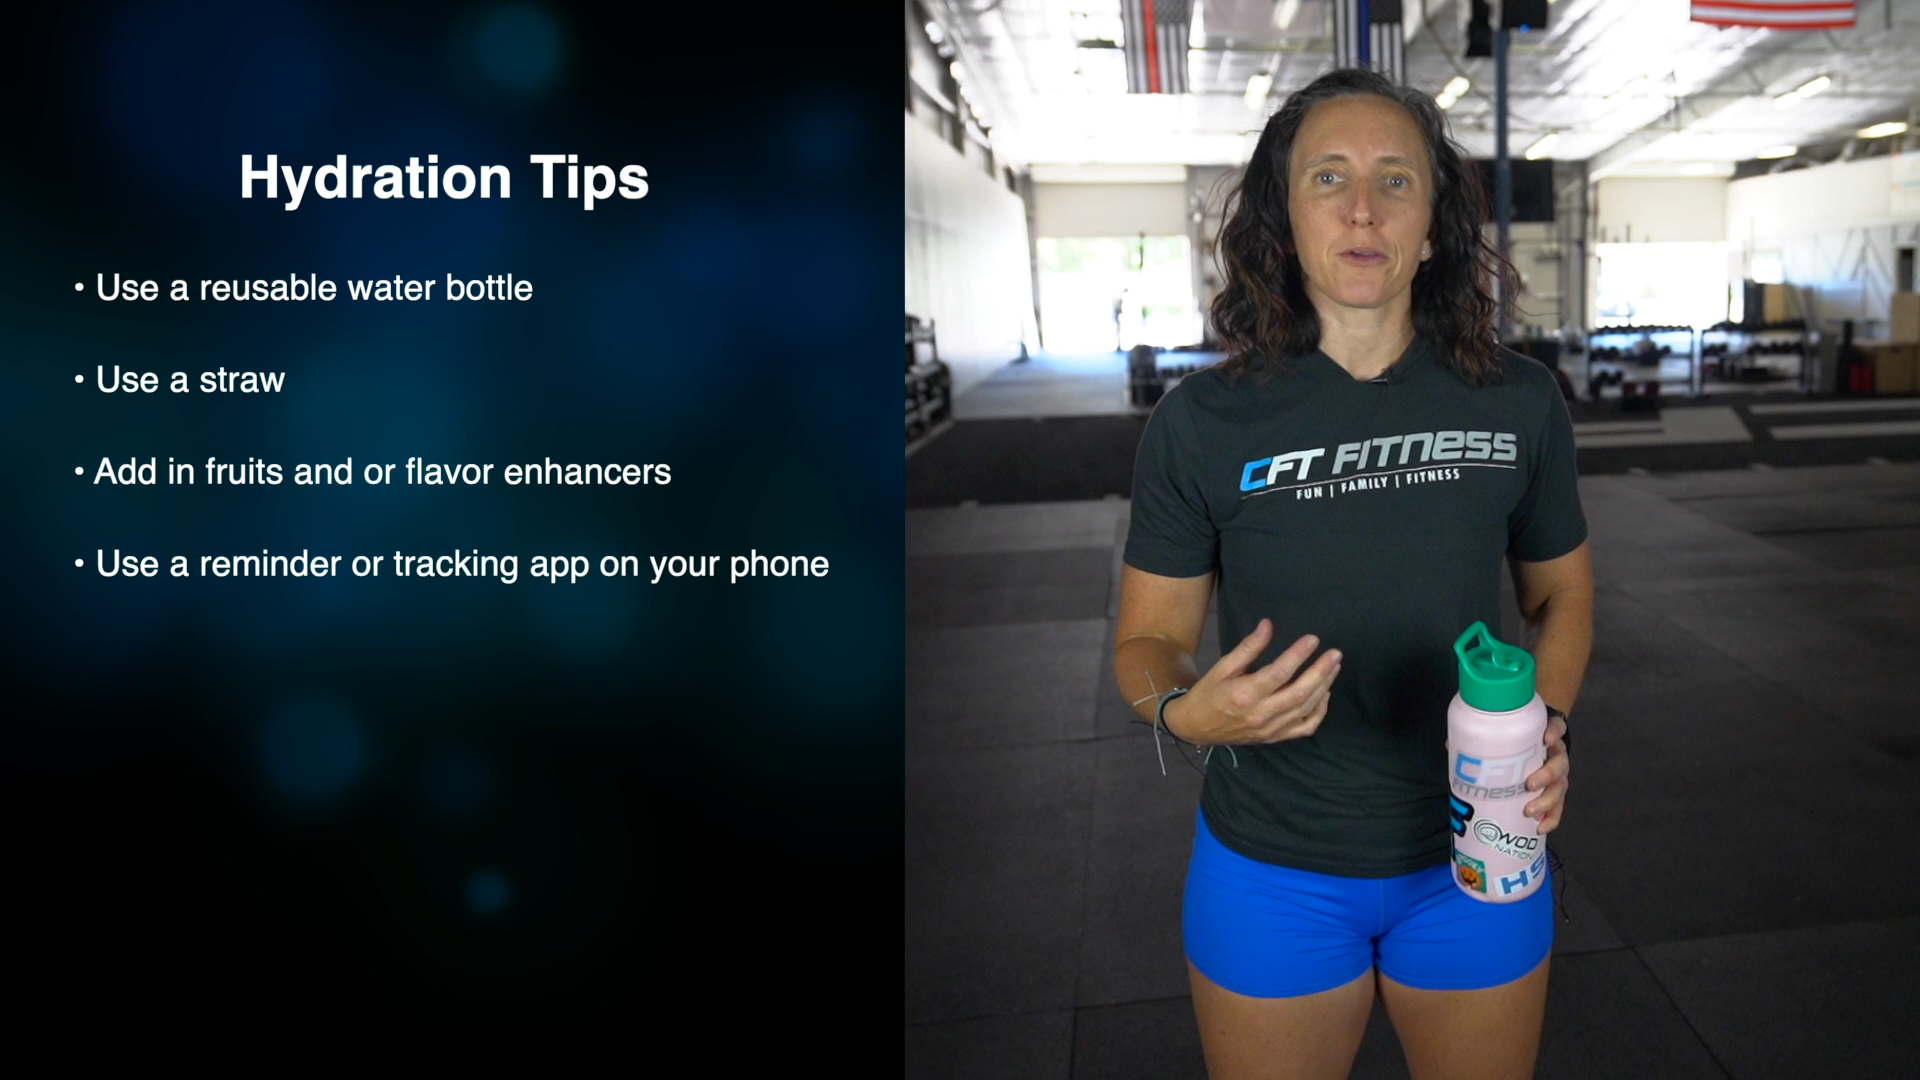 Hydration Tips
• Use a reusable water bottle
• Use a straw
• Add in fruits and or flavor enhancers
• Use a reminder or tracking app on your phone
CFT FITNESS
FUN | FAMILY | FITNESS
CFT
FITNESS
WOD
NATION